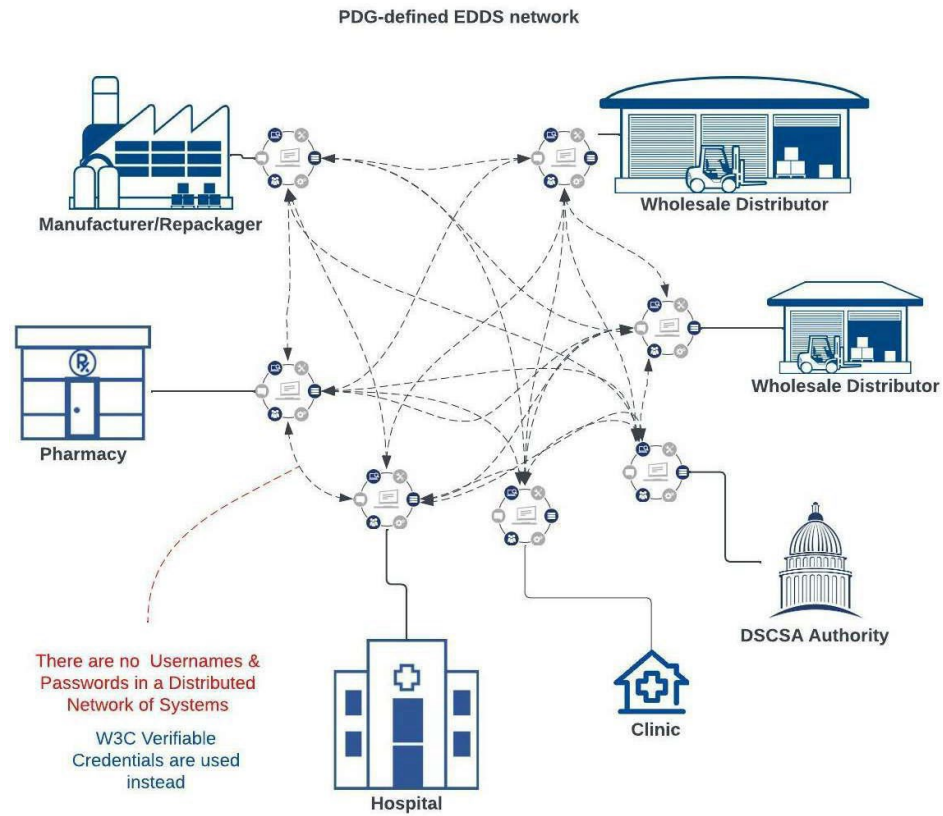 PDG-defined EDDS network
Manufacturer/Repackager
Wholesale Distributor
Wholesale Distributor
Rx
Pharmacy
DSCSA Authority
There are no Usernames &
Passwords in a Distributed
Network of Systems
W3C Verifiable
Credentials are used
instead
Clinic
Hospital